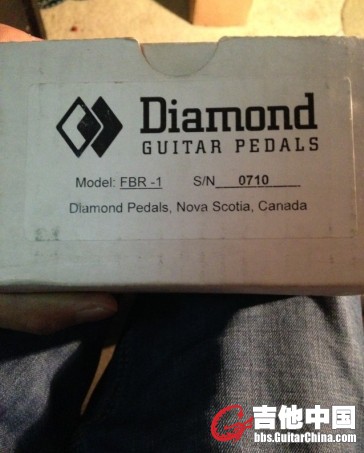 Diamond
GUITAR PEDALS
Model: FBR -1 S/N 0710
Diamond Pedals, Nova Scotia, Canada
吉他中国
bbs.GuitarChina.com